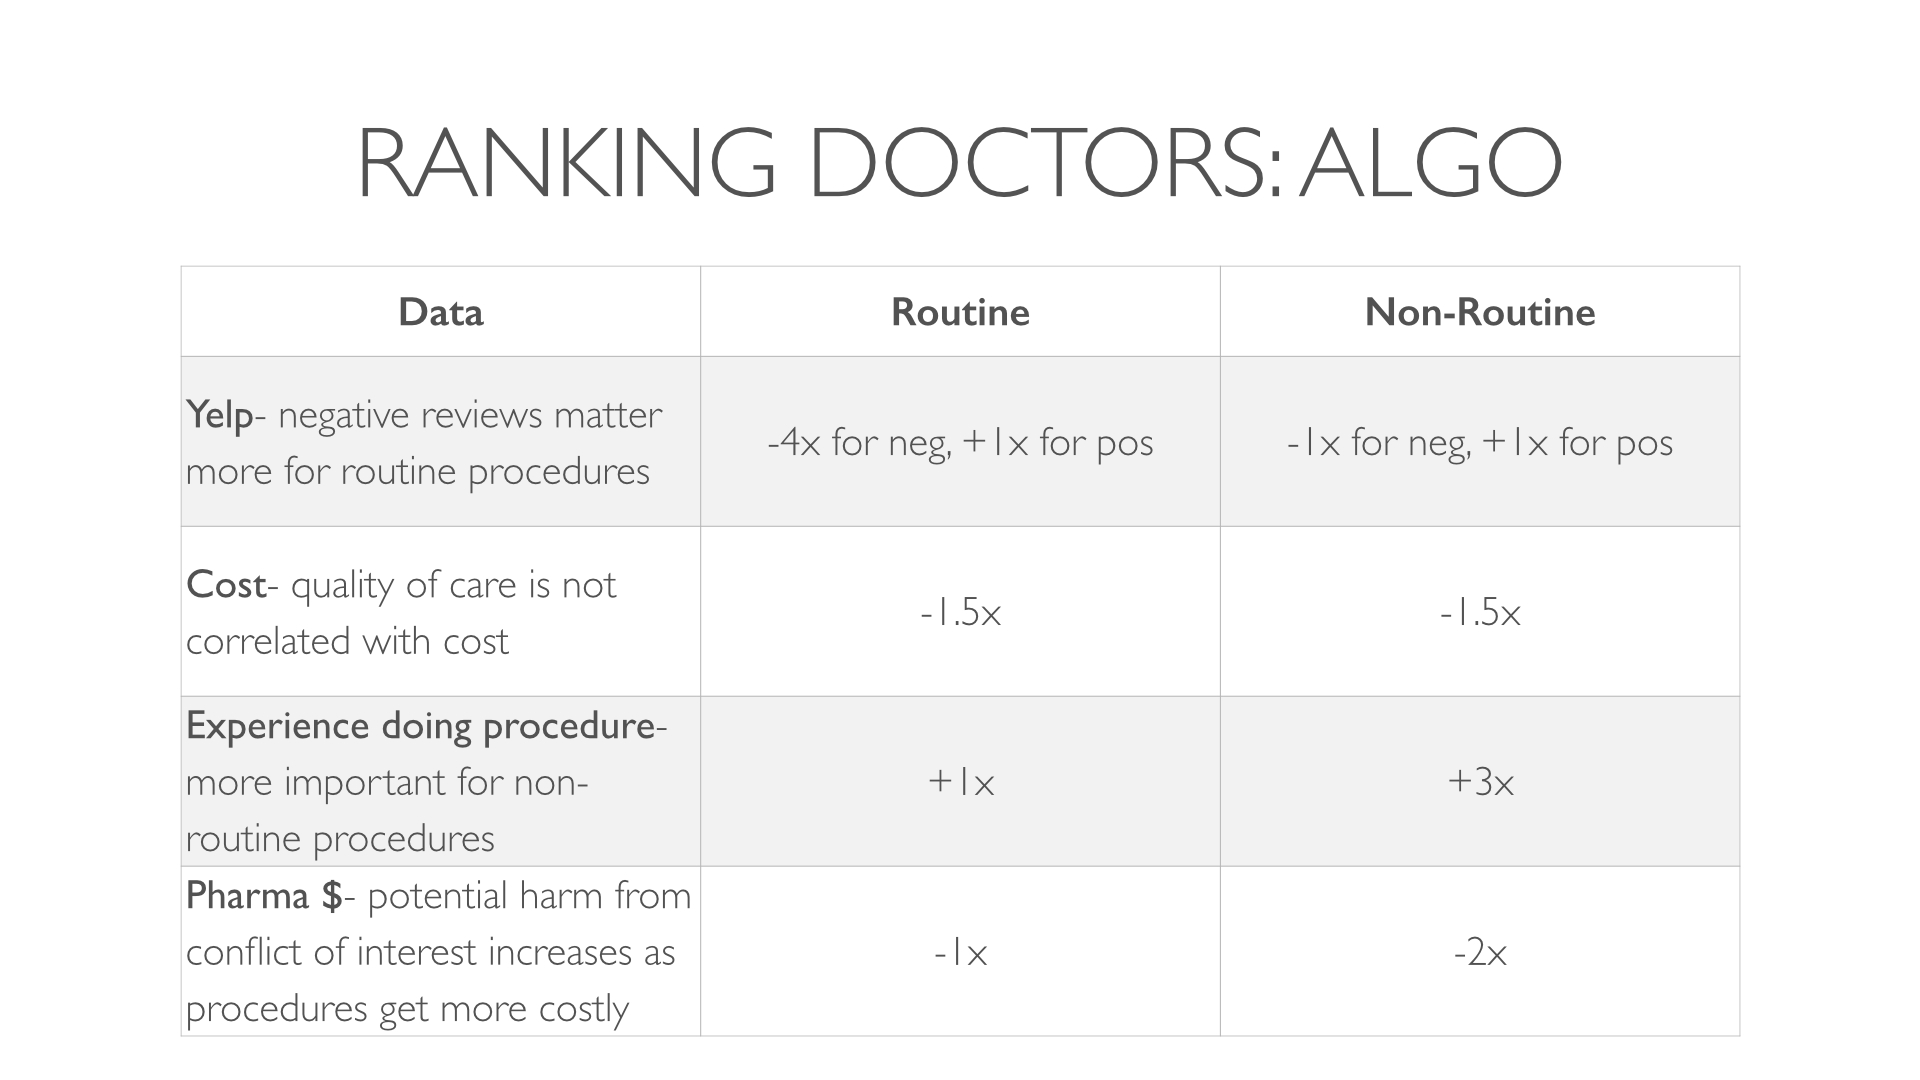 RANKING DOCTORS: ALGO
Data Routine Non-Routine
Yelp- negative reviews matter
more for routine procedures
-4x for neg, +1x for pos
-1x for neg, +1x for pos
Cost- quality of care is not
correlated with cost
-1.5x
-1.5x
Experience doing procedure-
more important for non-
routine procedures
+1x
+3x
Pharma $- potential harm from
conflict of interest increases as
procedures get more costly
-1x
-2x